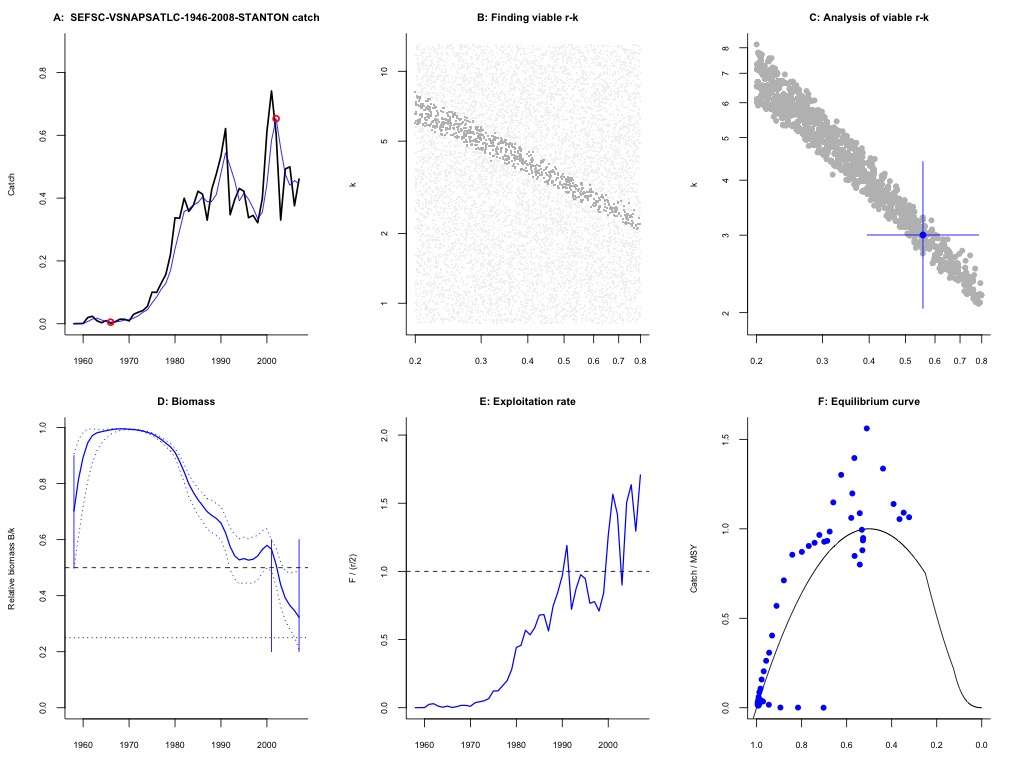 A:  SEFSC-VSNAPSATLC-1946-2008-STANTON catch
Catch
0.0 0.2 0.4 0.6 0.8
1960 1970 1980 1990 2000
B: Finding viable r-k
k
1 2 5 10
0.2 0.3 0.4 0.5 0.6 0.7 0.8
C: Analysis of viable r-k
k
2 3 4 5 6 7 8
0.2 0.3 0.4 0.5 0.6 0.7 0.8
D: Biomass
Relative biomass B/k
0.0 0.2 0.4 0.6 0.8 1.0
1960 1970 1980 1990 2000
E: Exploitation rate
F / (r/2)
0.0 0.5 1.0 1.5 2.0
1960 1970 1980 1990 2000
F: Equilibrium curve
Catch / MSY
0.0 0.5 1.0 1.5
1.0 0.8 0.6 0.4 0.2 0.0